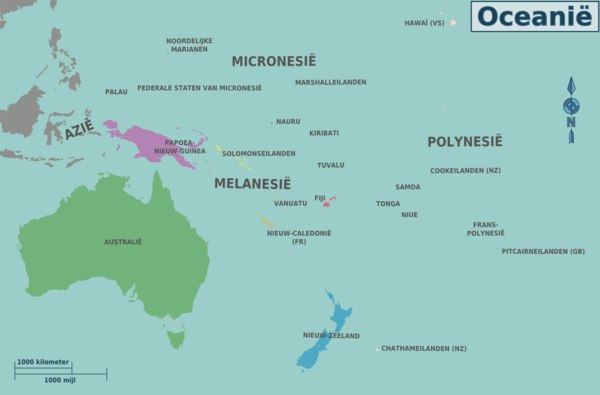 Oceanië
HAWAÏ (VS)
NOORDELIJKE
MARIANEN
MICRONESIË
MARSHALLEILANDEN
PALAU
FEDERALE STATEN VAN MICRONESIË
AZIË
NAURU
KIRIBATI
N
PAPOEA-
NIEUW-GUINEA
SOLOMONSEILANDEN
POLYNESIË
TUVALU
COOKEILANDEN (NZ)
MELANESIË
SAMOA
VANUATU
FIJI
TONGA
NIUE
NIEUW-CALEDONIË
(FR)
FRANS-
POLYNESIË
AUSTRALIË
PITCAIRNEILANDEN (GB)
NIEUW-ZEELAND
CHATHAMEILANDEN (NZ)
1000 kilometer
1000 mijl